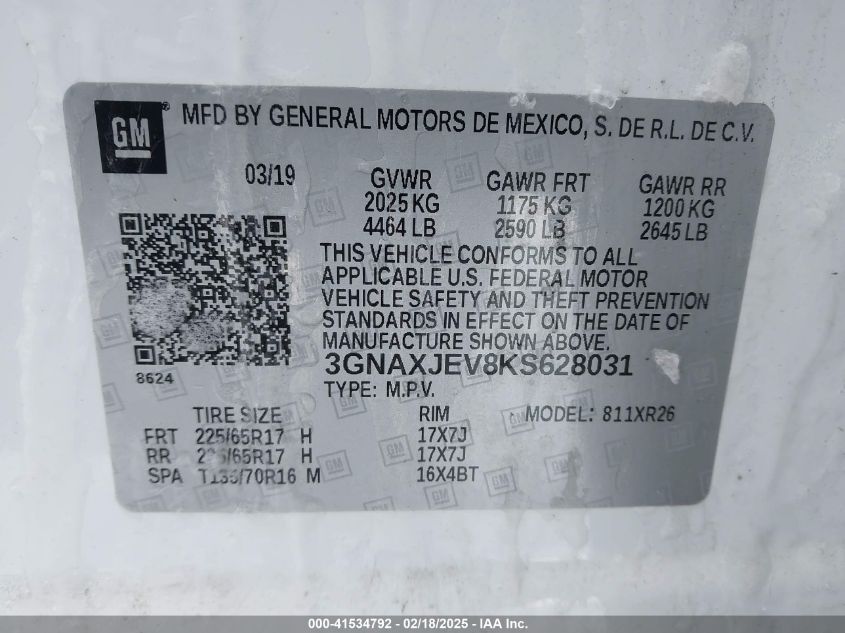 GM
MFD BY GENERAL MOTORS DE MEXICO, S. DE R.L. DE C.V.
03/19 GVWR GAWR FRT GAWR RR
2025 KG 1175 KG 1200 KG
4464 LB 2590 LB 2645 LB
THIS VEHICLE CONFORMS TO ALL
APPLICABLE U.S. FEDERAL MOTOR
VEHICLE SAFETY AND THEFT PREVENTION
STANDARDS IN EFFECT ON THE DATE OF
MANUFACTURE SHOWN ABOVE.
8624 3GNAXJEV8KS628031
TYPE: M.P.V.
TIRE SIZE RIM MODEL: 811XR26
FRT 225/65R17 H 17X7J
RR H 17X7J
SPA M 16X4BT
000-41534792 - 02/18/2025 - IAA Inc.